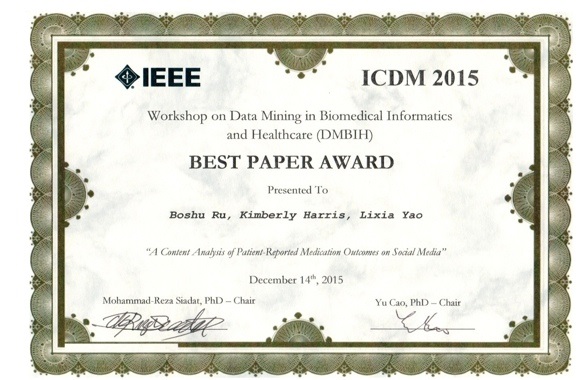 IEEE
ICDM 2015
Workshop on Data Mining in Biomedical Informatics
and Healthcare (DMBIH)
BEST PAPER AWARD
Presented To
Boshu Ru, Kimberly Harris, Lixia Yao
“A Content Analysis of Patient-Reported Medication Outcomes on Social Media”
December 14th, 2015
Mohammad-Reza Siadat, PhD – Chair
Yu Cao, PhD – Chair